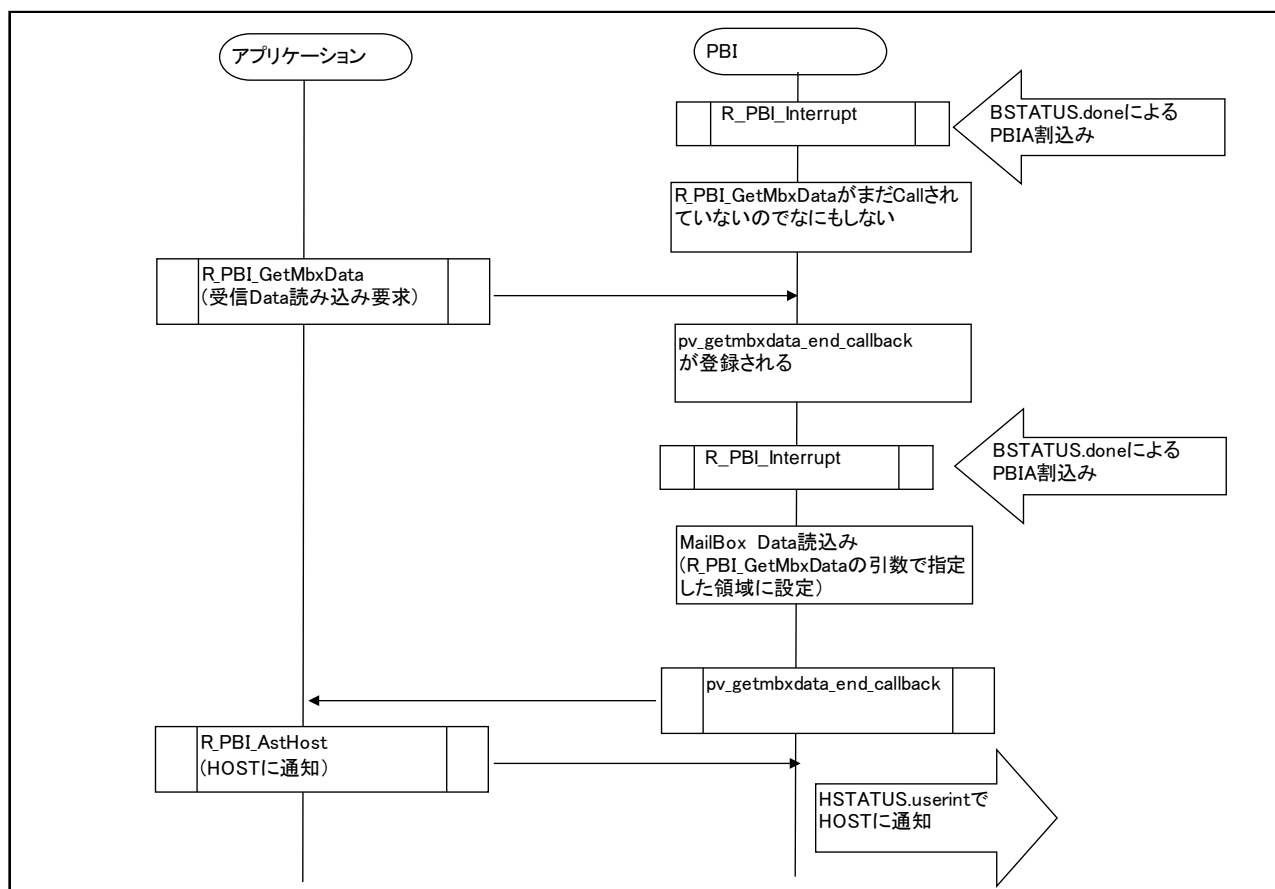 アプリケーション
PBI
R_PBI_Interrupt
BSTATUS.doneによる
PBIA割込み
R_PBI_GetMbxDataがまだCallされ
ていないのでなにもしない
R_PBI_GetMbxData
(受信Data読み込み要求)
pv_getmbxdata_end_callback
が登録される
R_PBI_Interrupt
BSTATUS.doneによる
PBIA割込み
MailBox Data読込み
(R_PBI_GetMbxDataの引数で指定
した領域に設定)
pv_getmbxdata_end_callback
R_PBI_AstHost
(HOSTに通知)
HSTATUS.userintで
HOSTに通知